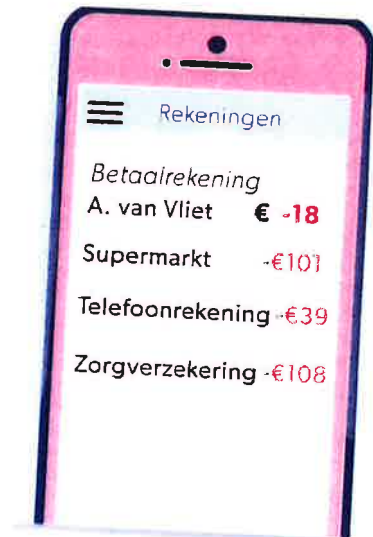 Rekeningen
Betaalrekening
A. van Vliet € -18
Supermarkt -€101
Telefoonrekening -€39
Zorgverzekering -€108